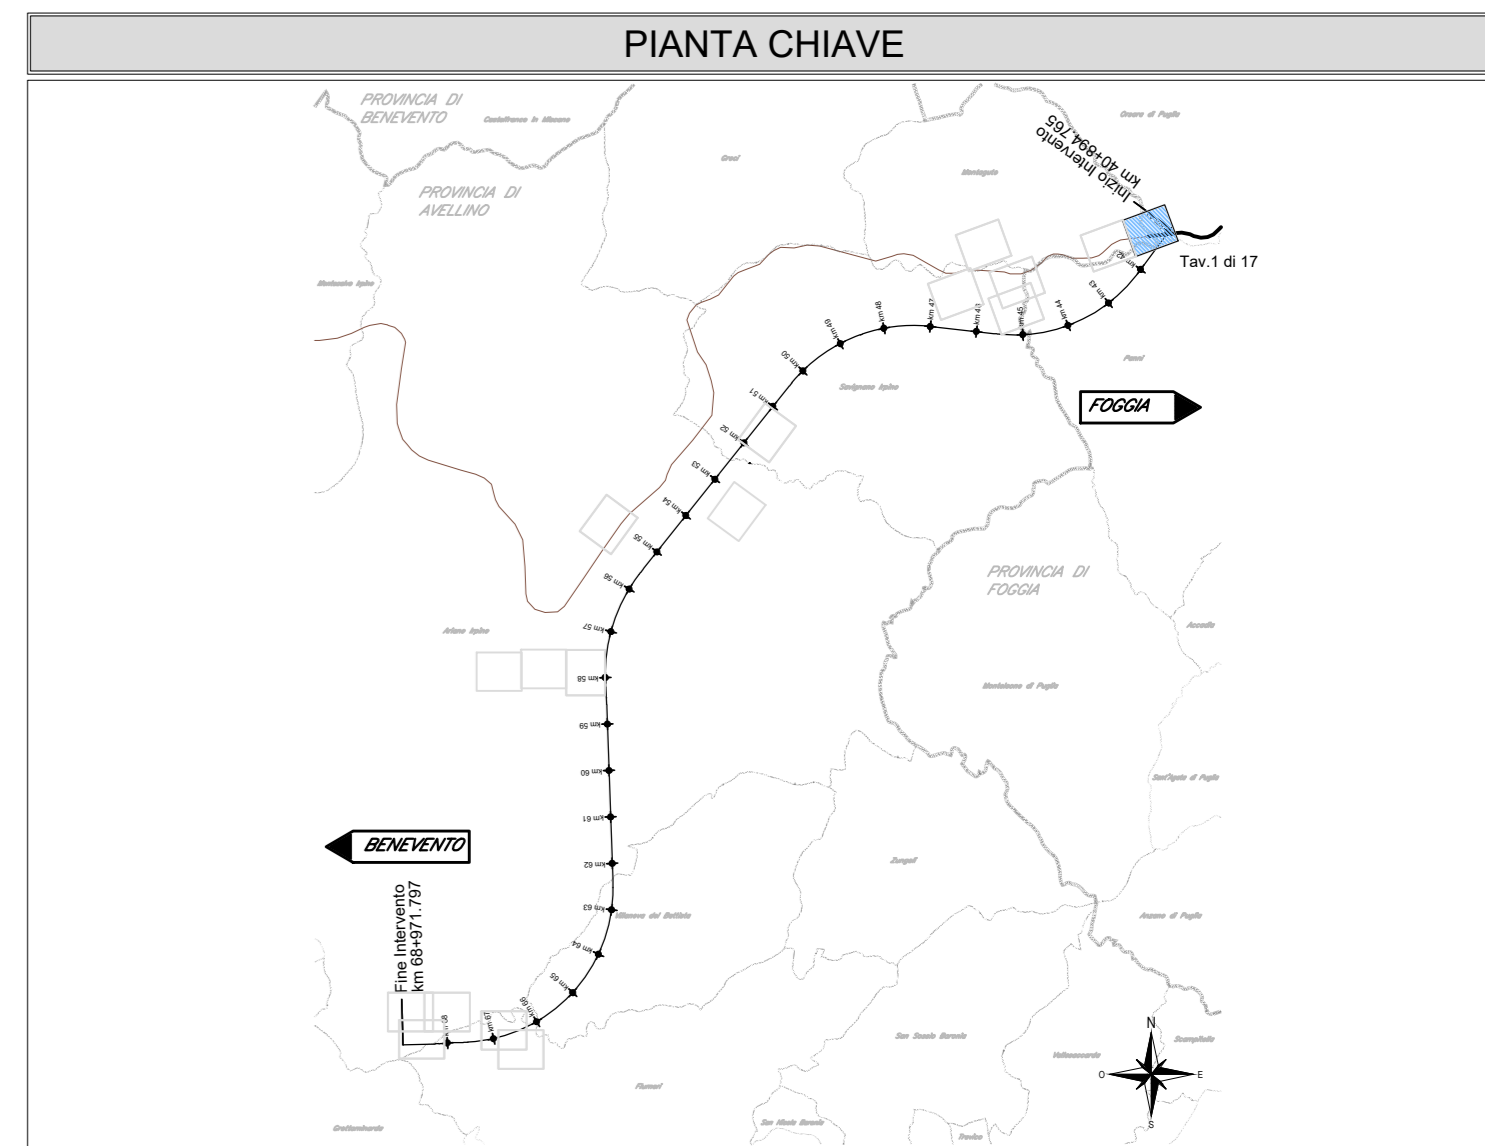 PIANTA CHIAVE
PROVINCIA DI
BENEVENTO
Castelfranco in Miscano
Orsara di Puglia
Inizio Intervento
km 40+894.765
Greci
Montaguto
PROVINCIA DI
AVELLINO
Tav.1 di 17
Montecalvo Irpino
km 42
km 43
km 44
km 45
km 46
km 47
km 48
km 49
km 50
km 51
km 52
km 53
km 54
km 55
km 56
km 57
km 58
km 59
km 60
km 61
km 62
km 63
km 64
km 65
km 66
km 67
km 68
Panni
Savignano Irpino
FOGGIA
PROVINCIA DI
FOGGIA
Ariano Irpino
Accadia
Monteleone di Puglia
Sant'Agata di Puglia
BENEVENTO
Zungoli
Fine Intervento
km 68+971.797
Villanova del Battista
Anzano di Puglia
San Sossio Baronia
Vallesaccarda
Scampitella
N
O
E
S
Flumeri
Grottaminarda
San Nicola Baronia
Trevico